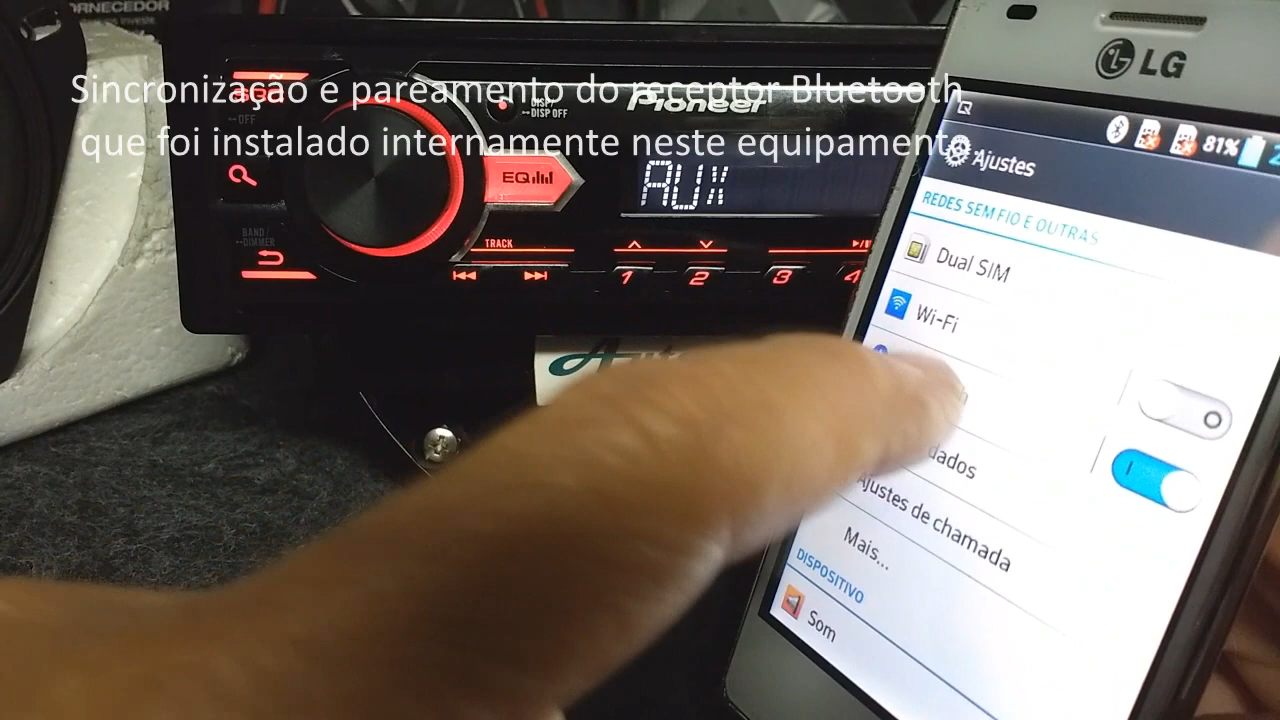 ORNECEDOR
Sincronização e pareamento do receptor Bluetooth
que foi instalado internamente neste equipamento
SRC
OFF
DISP/
DISP OFF
Pioneer
EQ
AUX
BAND/
DIMMER
TRACK
1 2 3 4
LG
81%
Ajustes
REDES SEM FIO E OUTRAS
Dual SIM
Wi-Fi
dados
Ajustes de chamada
Mais...
DISPOSITIVO
Som